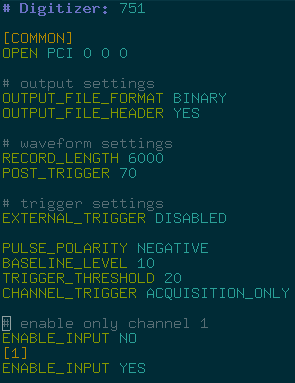 # Digitizer: 751
[COMMON]
OPEN PCI 0 0 0
# output settings
OUTPUT_FILE_FORMAT BINARY
OUTPUT_FILE_HEADER YES
# waveform settings
RECORD_LENGTH 6000
POST_TRIGGER 70
# trigger settings
EXTERNAL_TRIGGER DISABLED
PULSE_POLARITY NEGATIVE
BASELINE_LEVEL 10
TRIGGER_THRESHOLD 20
CHANNEL_TRIGGER ACQUISITION_ONLY
# enable only channel 1
ENABLE_INPUT NO
[1]
ENABLE_INPUT YES